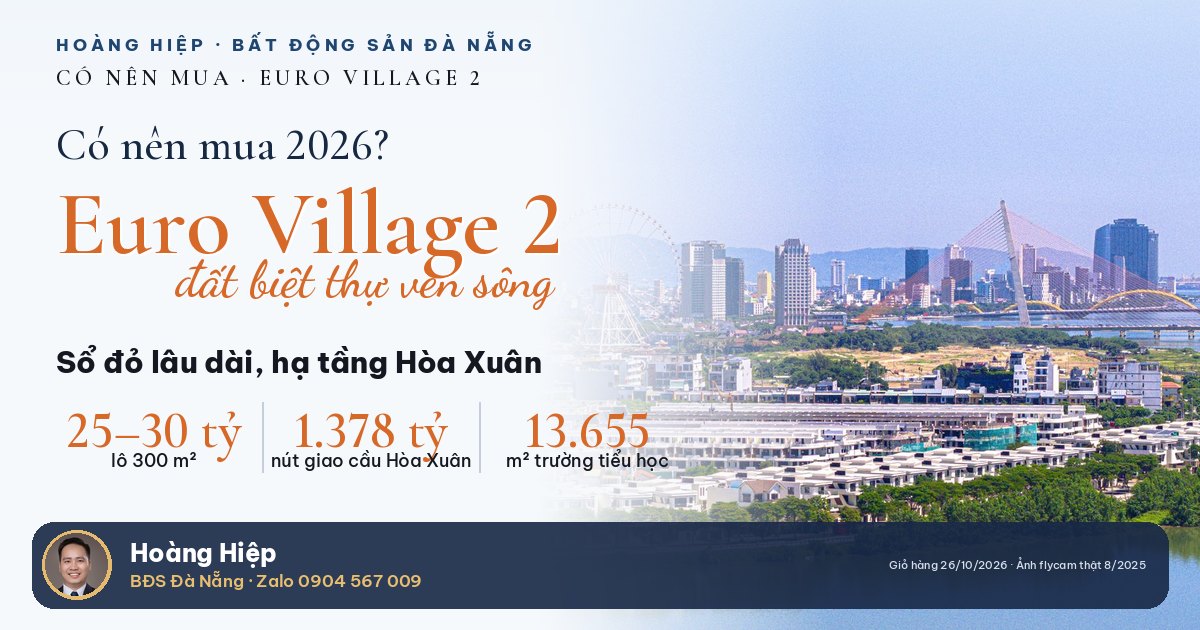 HOÀNG HIỆP · BẤT ĐỘNG SẢN ĐÀ NẴNG
CÓ NÊN MUA · EURO VILLAGE 2
Có nên mua 2026?
Euro Village 2
đất biệt thự ven sông
Sổ đỏ lâu dài, hạ tầng Hòa Xuân
25–30 tỷ
lô 300 m²
1.378 tỷ
nút giao cầu Hòa Xuân
13.655
m² trường tiểu học
Hoàng Hiệp
BĐS Đà Nẵng · Zalo 0904 567 009
Giỏ hàng 26/10/2026 · Ảnh flycam thật 8/2025